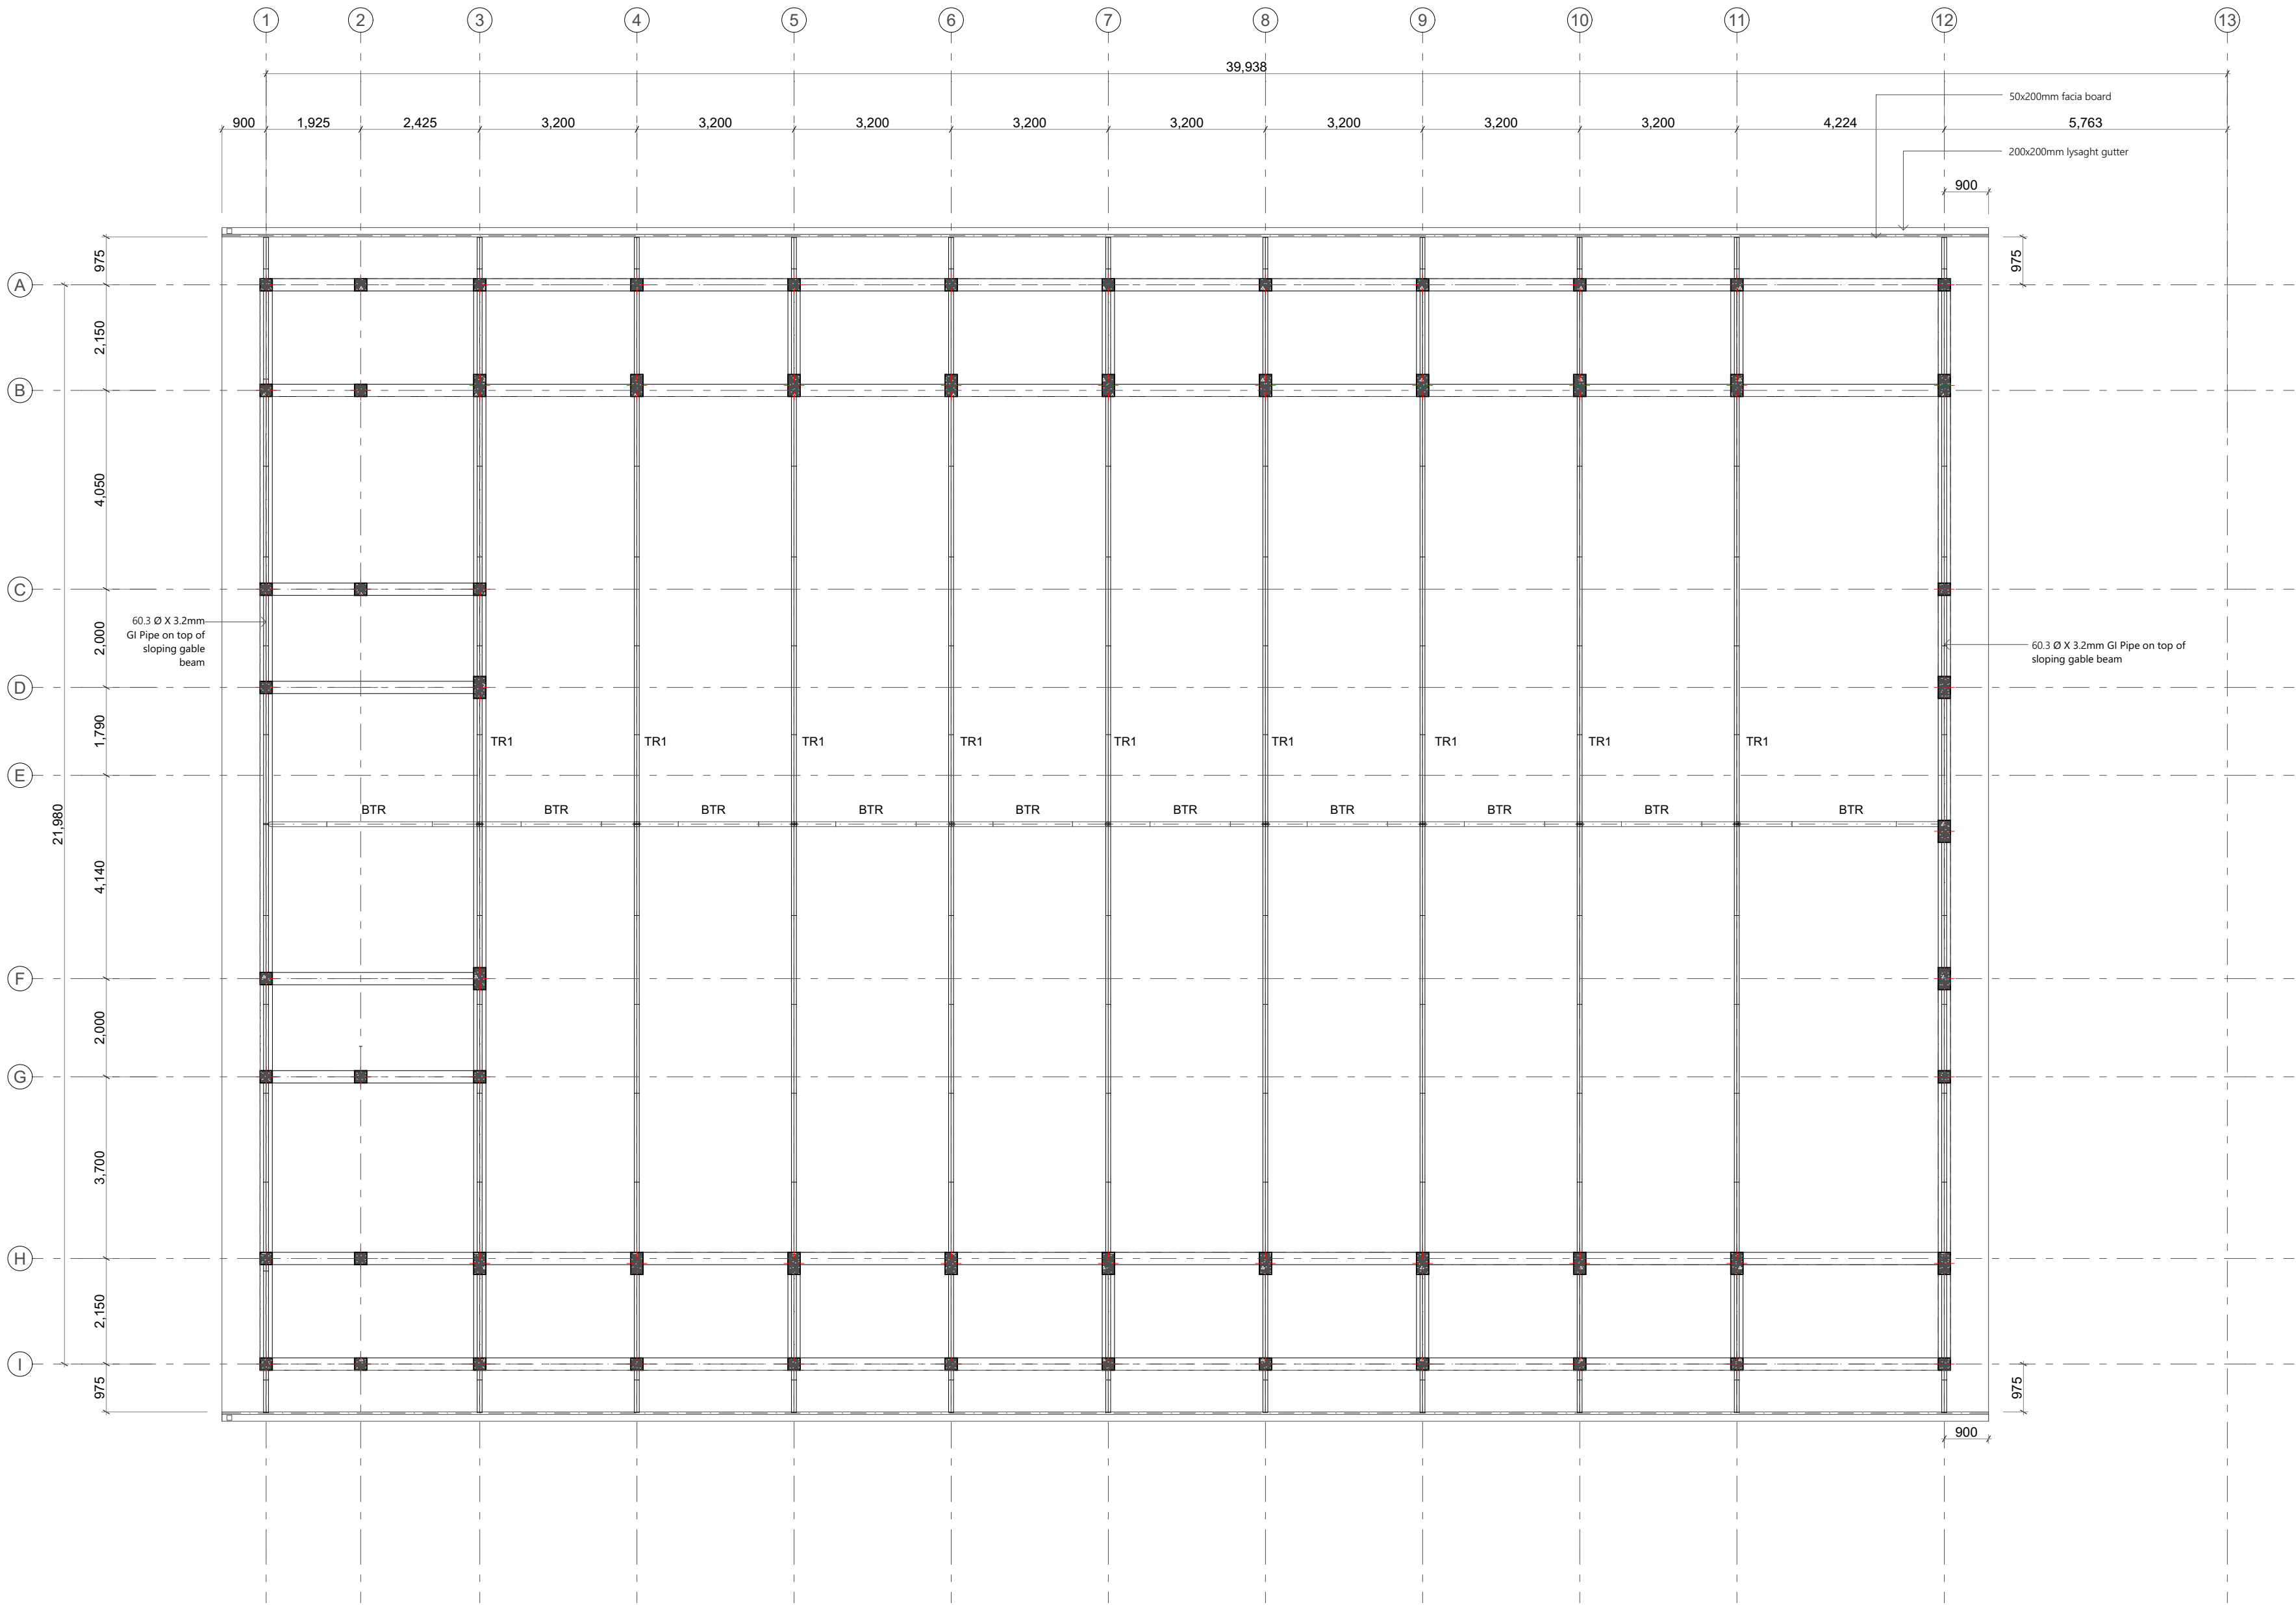 1 2 3 4 5 6 7 8 9 10 11 12 13
39,938
50x200mm facia board
900 1,925 2,425 3,200 3,200 3,200 3,200 3,200 3,200 3,200 3,200 4,224 5,763
200x200mm lysaght gutter
900
975
975
A
2,150
B
4,050
C
60.3 Ø X 3.2mm
GI Pipe on top of
sloping gable
beam
2,000
60.3 Ø X 3.2mm GI Pipe on top of
sloping gable beam
D
1,790
TR1 TR1 TR1 TR1 TR1 TR1 TR1 TR1 TR1
E
21,980
BTR BTR BTR BTR BTR BTR BTR BTR BTR BTR
4,140
F
2,000
G
3,700
H
2,150
I
975
975
900